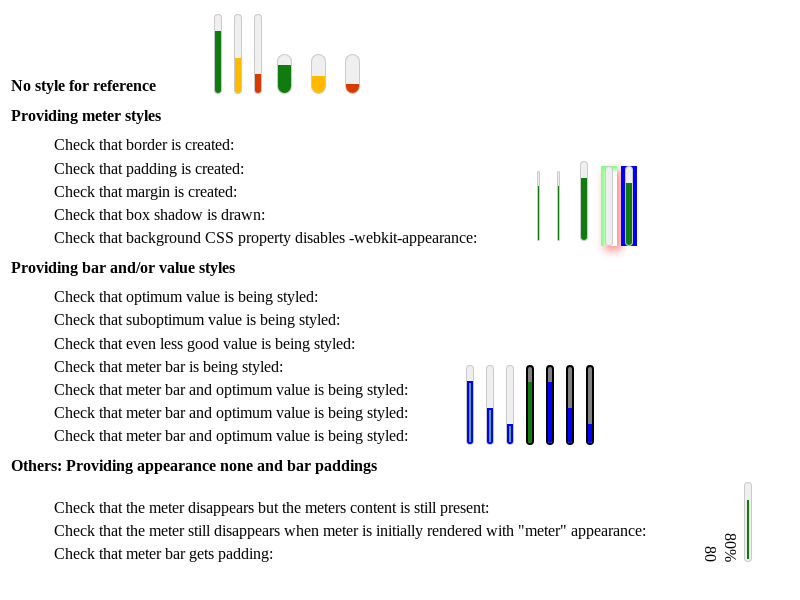 No style for reference
Providing meter styles
Check that border is created:
Check that padding is created:
Check that margin is created:
Check that box shadow is drawn:
Check that background CSS property disables -webkit-appearance:
Providing bar and/or value styles
Check that optimum value is being styled:
Check that suboptimum value is being styled:
Check that even less good value is being styled:
Check that meter bar is being styled:
Check that meter bar and optimum value is being styled:
Check that meter bar and optimum value is being styled:
Check that meter bar and optimum value is being styled:
Others: Providing appearance none and bar paddings
Check that the meter disappears but the meters content is still present:
Check that the meter still disappears when meter is initially rendered with "meter" appearance:
Check that meter bar gets padding:
80
80%